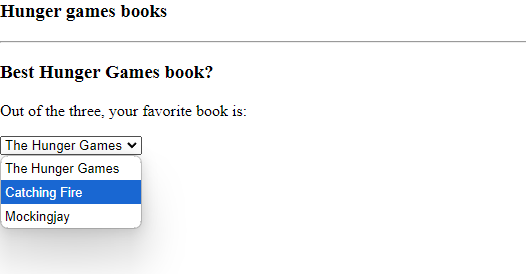 Hunger games books
Best Hunger Games book?
Out of the three, your favorite book is:
The Hunger Games
The Hunger Games
Catching Fire
Mockingjay